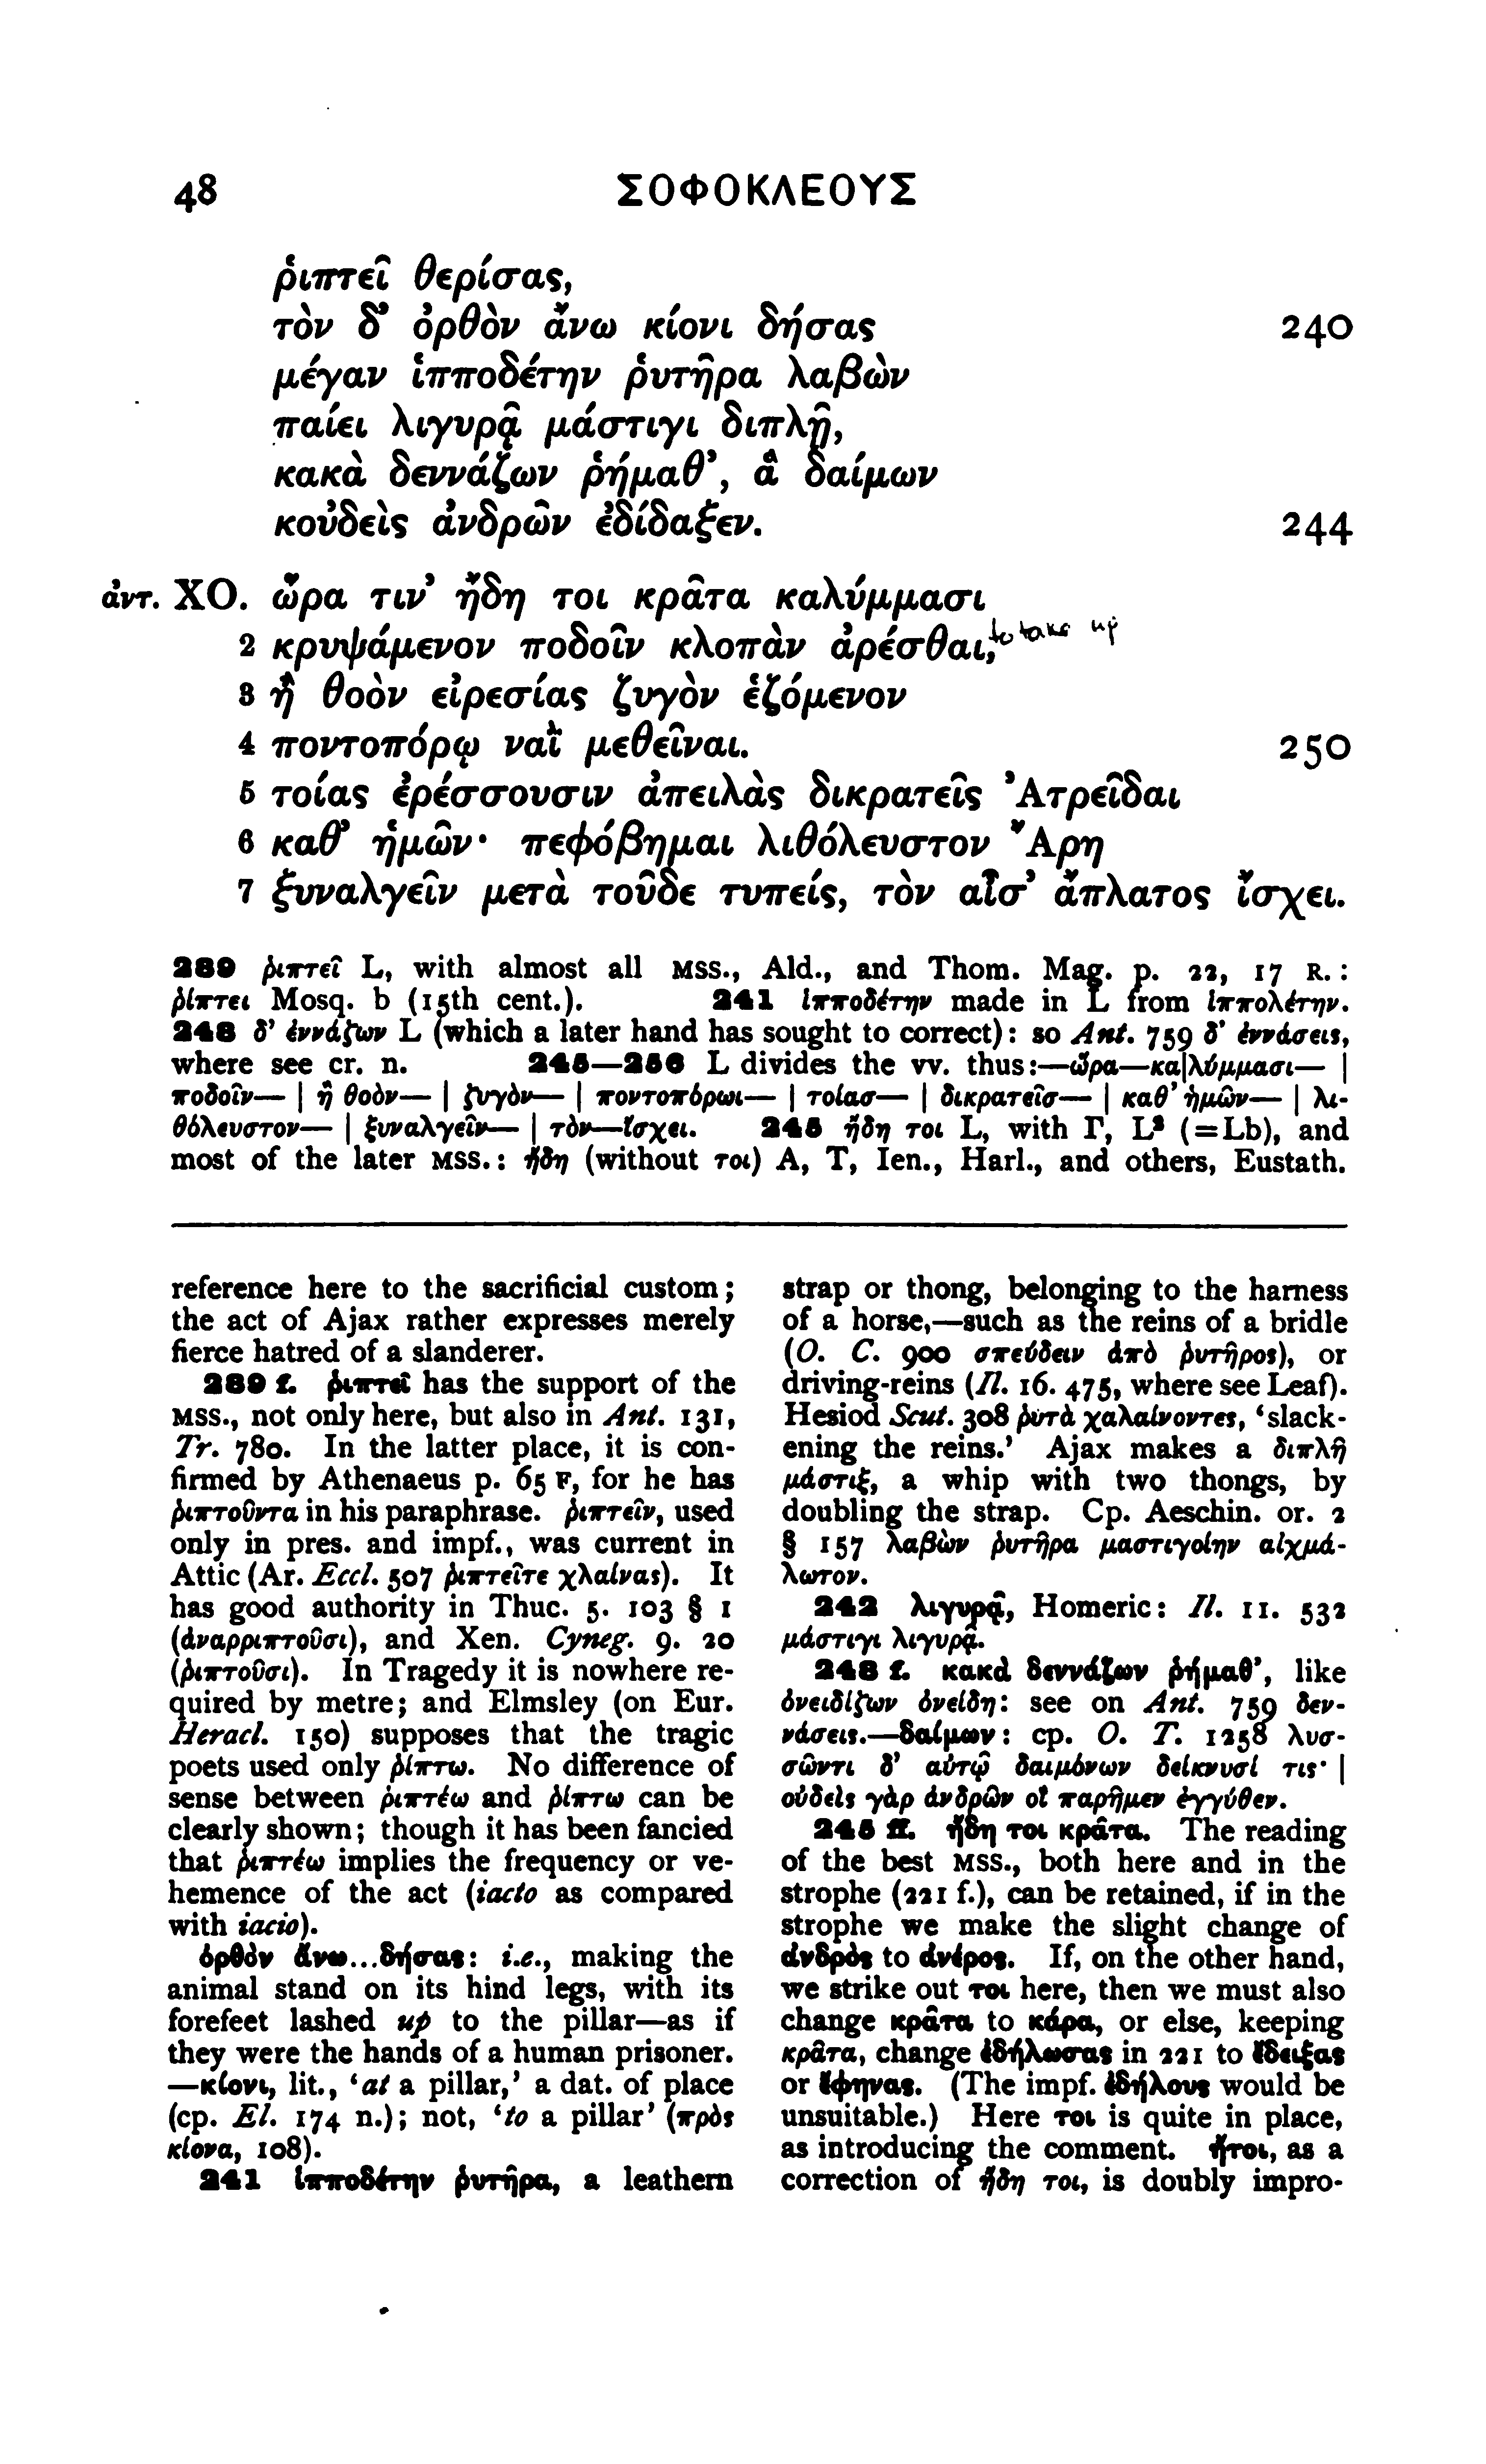 48 ΣΟΦΟΚΛΕΟΥΣ
ῥιπτεῖ θερίσας,
τὸν δ’ ὀρθὸν ἄνω κίονι δήσας 240
μέγαν ἱπποδέτην ῥυτῆρα λαβὼν
παίει λιγυρᾷ μάστιγι διπλῇ,
κακὰ δεννάζων ῥήμαθ’, ἃ δαίμων
κοὐδεὶς ἀνδρῶν ἐδίδαξεν. 244
ἀντ. ΧΟ. ὥρα τιν’ ἤδη τοι κρᾶτα καλύμμασι
2 κρυψάμενον ποδοῖν κλοπὰν ἀρέσθαι, to take up
3 ἢ θοὸν εἰρεσίας ζυγὸν ἑζόμενον
4 ποντοπόρῳ ναῒ μεθεῖναι. 250
5 τοίας ἐρέσσουσιν ἀπειλὰς δικρατεῖς Ἀτρεῖδαι
6 καθ’ ἡμῶν· πεφόβημαι λιθόλευστον Ἄρη
7 ξυναλγεῖν μετὰ τοῦδε τυπείς, τὸν αἶσ’ ἄπλατος ἴσχει.
239 ῥιπτεῖ L, with almost all MSS., Ald., and Thom. Mag. p. 22, 17 R.:
ῥίπτει Mosq. b (15th cent.). 241 ἱπποδέτην made in L from ἱππολέτην.
243 δ’ ἐννάζων L (which a later hand has sought to correct): so Ant. 759 δ’ ἐννάσεις,
where see cr. n. 245—256 L divides the vv. thus:—ὥρα—κα|λύμμασι— |
ποδοῖν— | ἢ θοὸν— | ζυγὸν— | ποντοπόρωι— | τοίασ— | δικρατεῖσ— | καθ’ ἡμῶν— | λι-
θόλευστον— | ξυναλγεῖν— | τὸν—ἴσχει. 245 ἤδη τοι L, with Γ, L² (=Lb), and
most of the later MSS.: ἤδη (without τοι) A, T, Ien., Harl., and others, Eustath.
reference here to the sacrificial custom;
the act of Ajax rather expresses merely
fierce hatred of a slanderer.
239 f. ῥιπτεῖ has the support of the
MSS., not only here, but also in Ant. 131,
Tr. 780. In the latter place, it is con-
firmed by Athenaeus p. 65 F, for he has
ῥιπτοῦντα in his paraphrase. ῥιπτεῖν, used
only in pres. and impf., was current in
Attic (Ar. Eccl. 507 ῥιπτεῖτε χλαίνας). It
has good authority in Thuc. 5. 103 § 1
(ἀναρριπτοῦσι), and Xen. Cyneg. 9. 20
(ῥιπτοῦσι). In Tragedy it is nowhere re-
quired by metre; and Elmsley (on Eur.
Heracl. 150) supposes that the tragic
poets used only ῥίπτω. No difference of
sense between ῥιπτέω and ῥίπτω can be
clearly shown; though it has been fancied
that ῥιπτέω implies the frequency or ve-
hemence of the act (iacto as compared
with iacio).
ὀρθὸν ἄνω...δήσας: i.e., making the
animal stand on its hind legs, with its
forefeet lashed up to the pillar—as if
they were the hands of a human prisoner.
—κίονι, lit., ‘at a pillar,’ a dat. of place
(cp. El. 174 n.); not, ‘to a pillar’ (πρὸς
κίονα, 108).
241 ἱπποδέτην ῥυτῆρα, a leathern
strap or thong, belonging to the harness
of a horse,—such as the reins of a bridle
(O. C. 900 σπεύδειν ἀπὸ ῥυτῆρος), or
driving-reins (Il. 16. 475, where see Leaf).
Hesiod Scut. 308 ῥυτὰ χαλαίνοντες, ‘slack-
ening the reins.’ Ajax makes a διπλῆ
μάστιξ, a whip with two thongs, by
doubling the strap. Cp. Aeschin. or. 2
§ 157 λαβὼν ῥυτῆρα μαστιγοίην αἰχμά-
λωτον.
242 λιγυρᾷ, Homeric: Il. 11. 532
μάστιγι λιγυρᾷ.
243 f. κακὰ δεννάζων ῥήμαθ’, like
ὀνειδίζων ὀνείδη: see on Ant. 759 δεν-
νάσεις.—δαίμων: cp. O. T. 1258 λυσ-
σῶντι δ’ αὐτῷ δαιμόνων δείκνυσί τις· |
οὐδεὶς γὰρ ἀνδρῶν οἳ παρῆμεν ἐγγύθεν.
245 ff. ἤδη τοι κρᾶτα. The reading
of the best MSS., both here and in the
strophe (221 f.), can be retained, if in the
strophe we make the slight change of
ἀνδρὸς to ἀνέρος. If, on the other hand,
we strike out τοι here, then we must also
change κρᾶτα to κάρα, or else, keeping
κρᾶτα, change ἐδήλωσας in 221 to ἔδειξας
or ἔφηνας. (The impf. ἐδήλους would be
unsuitable.) Here τοι is quite in place,
as introducing the comment. ἤτοι, as a
correction of ἤδη τοι, is doubly impro-